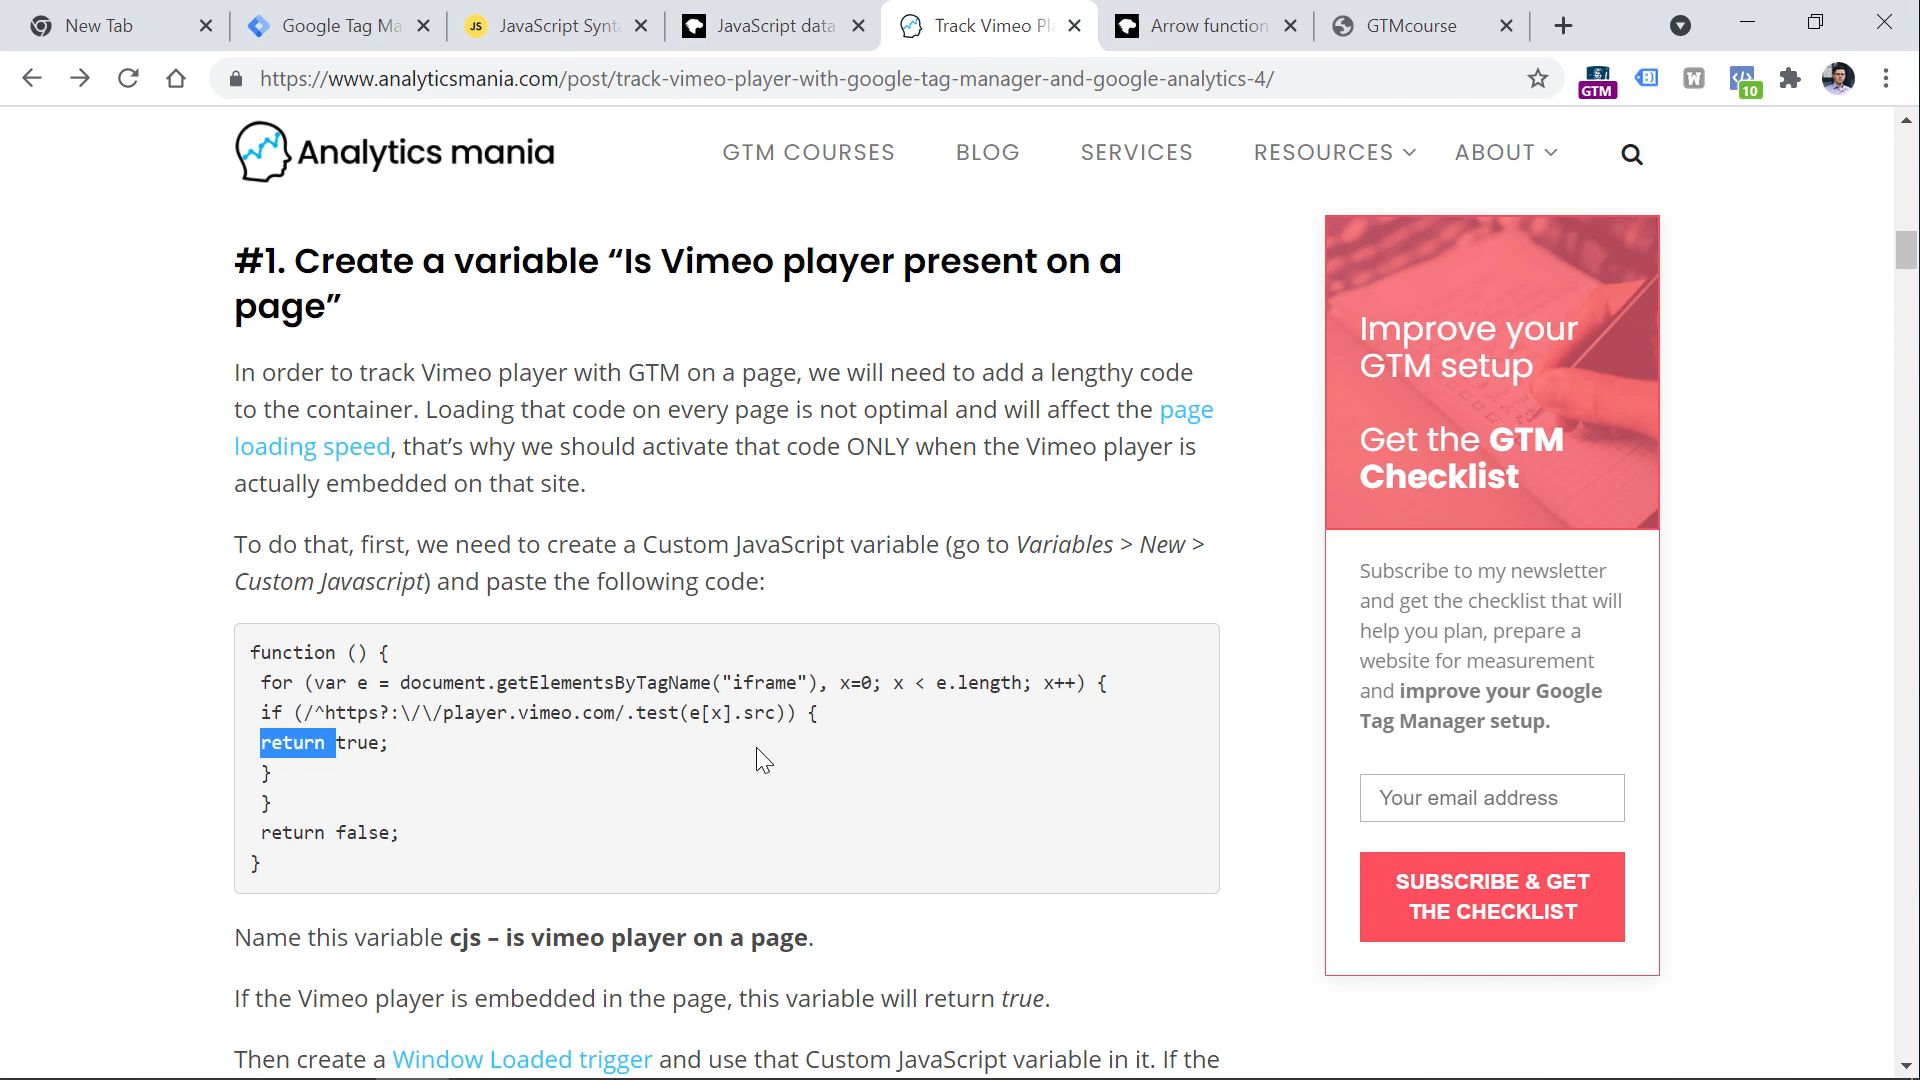 New Tab
Google Tag Ma
JS JavaScript Synt
JavaScript data
Track Vimeo Pl
Arrow function
GTMcourse
https://www.analyticsmania.com/post/track-vimeo-player-with-google-tag-manager-and-google-analytics-4/
GTM
W
10
Analytics mania
GTM COURSES
BLOG
SERVICES
RESOURCES
ABOUT
#1. Create a variable “Is Vimeo player present on a
page”
In order to track Vimeo player with GTM on a page, we will need to add a lengthy code
to the container. Loading that code on every page is not optimal and will affect the page
loading speed, that’s why we should activate that code ONLY when the Vimeo player is
actually embedded on that site.
To do that, first, we need to create a Custom JavaScript variable (go to Variables > New >
Custom Javascript) and paste the following code:
function () {
for (var e = document.getElementsByTagName("iframe"), x=0; x < e.length; x++) {
if (/^https?:\/\/player.vimeo.com/.test(e[x].src)) {
return true;
}
}
return false;
}
Name this variable cjs – is vimeo player on a page.
If the Vimeo player is embedded in the page, this variable will return true.
Then create a Window Loaded trigger and use that Custom JavaScript variable in it. If the
Improve your
GTM setup
Get the GTM
Checklist
Subscribe to my newsletter
and get the checklist that will
help you plan, prepare a
website for measurement
and improve your Google
Tag Manager setup.
Your email address
SUBSCRIBE & GET
THE CHECKLIST